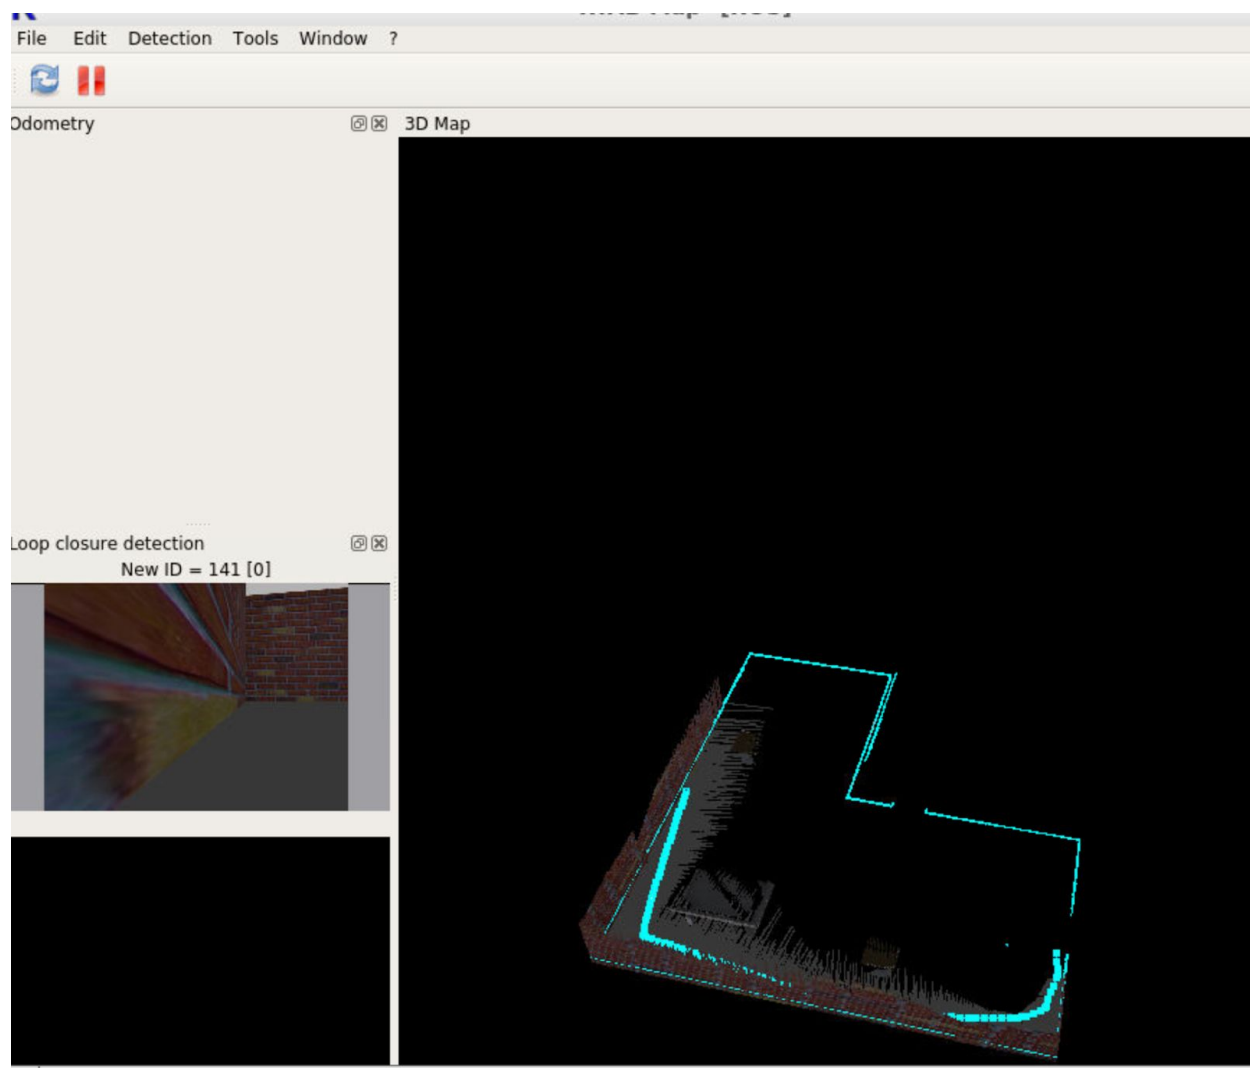 File Edit Detection Tools Window ?
Odometry
3D Map
Loop closure detection
New ID = 141 [0]